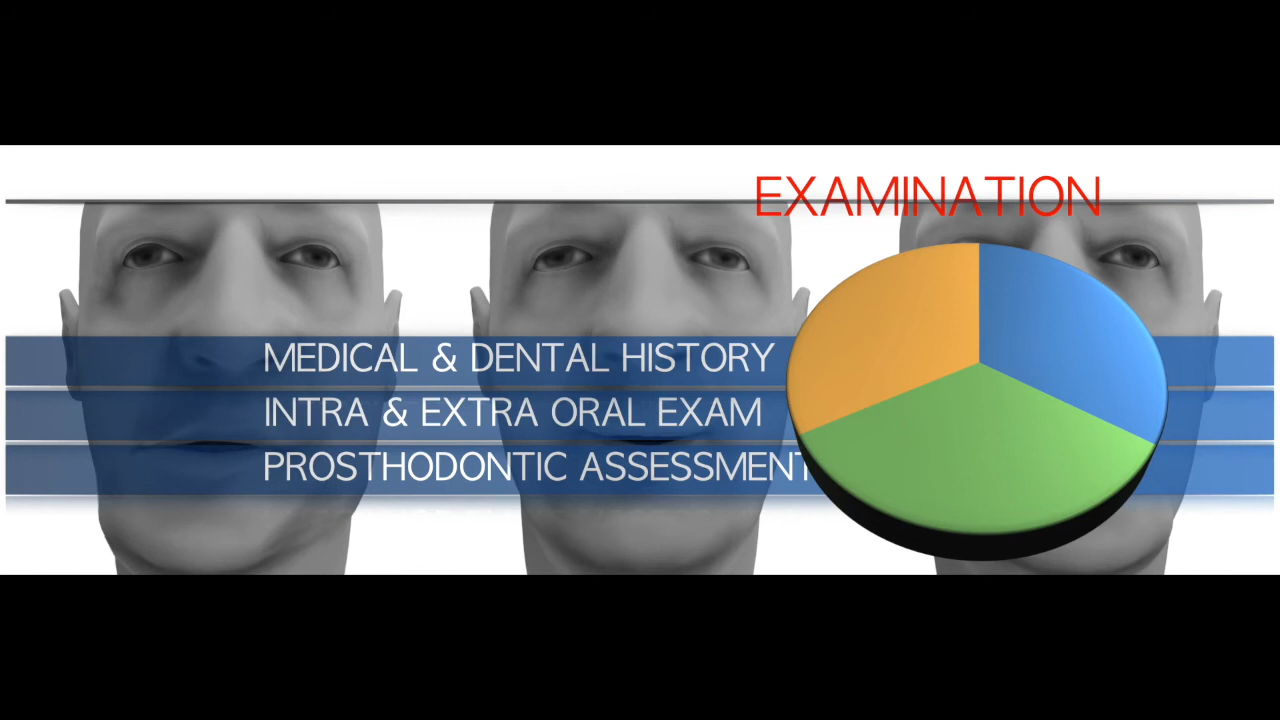 EXAMINATION
MEDICAL & DENTAL HISTORY
INTRA & EXTRA ORAL EXAM
PROSTHODONTIC ASSESSMENT